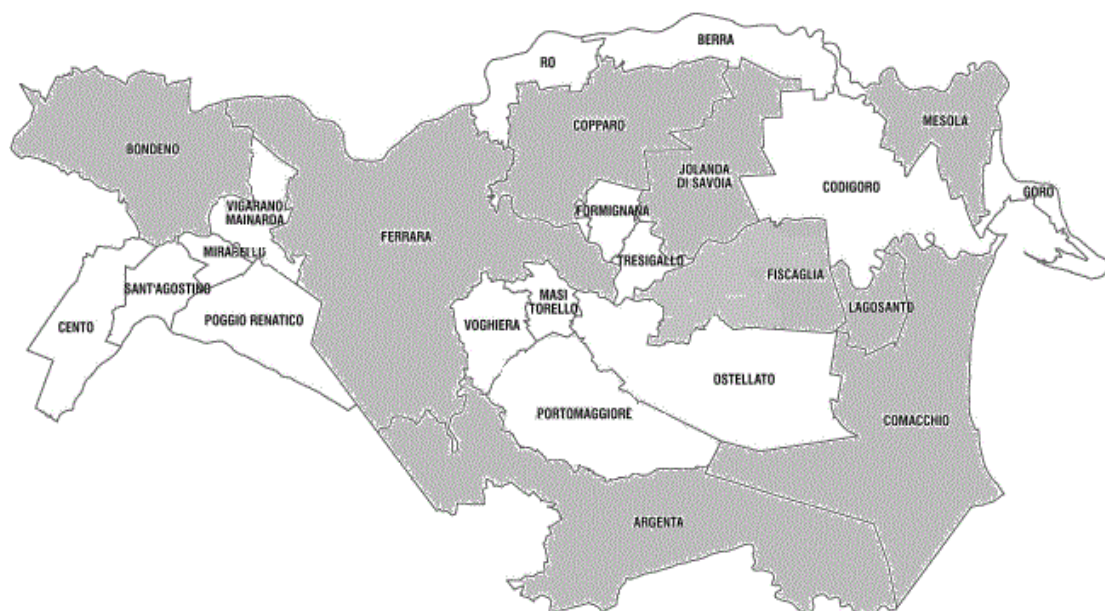 BERRA
RO
MESOLA
COPPARO
BONDENO
JOLANDA
DI SAVOIA
CODIGORO
GORO
VIGARANO
MAINARDA
FORMIGNANA
FERRARA
MIRABELLO
TRESIGALLO
FISCAGLIA
SANT'AGOSTINO
MASI
TORELLO
LAGOSANTO
CENTO
POGGIO RENATICO
VOGHIERA
OSTELLATO
PORTOMAGGIORE
COMACCHIO
ARGENTA